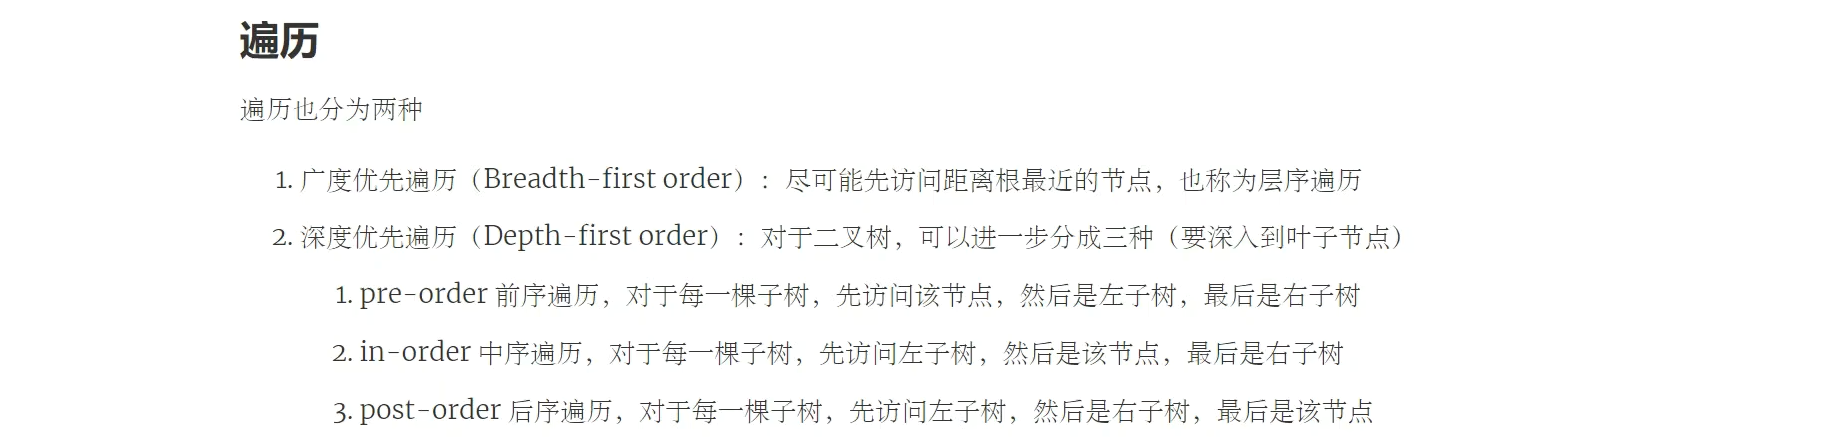 遍历
遍历也分为两种
1. 广度优先遍历（Breadth-first order）：尽可能先访问距离根最近的节点，也称为层序遍历
2. 深度优先遍历（Depth-first order）：对于二叉树，可以进一步分成三种（要深入到叶子节点）
1. pre-order 前序遍历，对于每一棵子树，先访问该节点，然后是左子树，最后是右子树
2. in-order 中序遍历，对于每一棵子树，先访问左子树，然后是该节点，最后是右子树
3. post-order 后序遍历，对于每一棵子树，先访问左子树，然后是右子树，最后是该节点